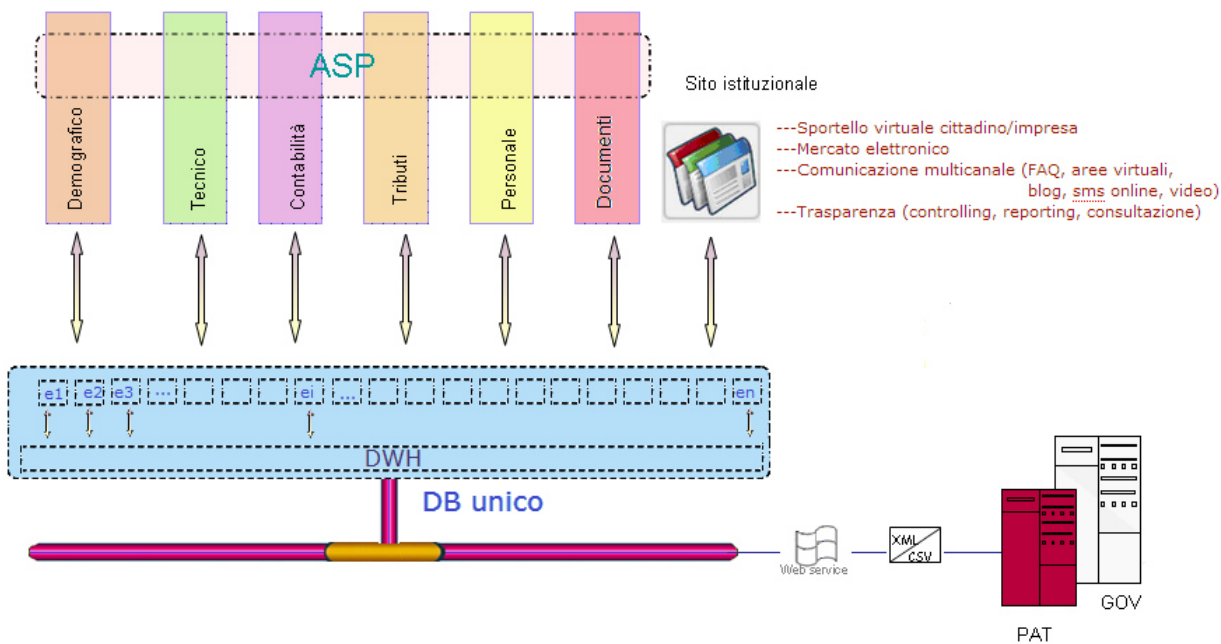 ASP
Demografico
Tecnico
Contabilità
Tributi
Personale
Documenti
Sito istituzionale
---Sportello virtuale cittadino/impresa
---Mercato elettronico
---Comunicazione multicanale (FAQ, aree virtuali,
blog, sms online, video)
---Trasparenza (controlling, reporting, consultazione)
e1 e2 e3 ... ei ... en
DWH
DB unico
Web service
XML
CSV
PAT
GOV